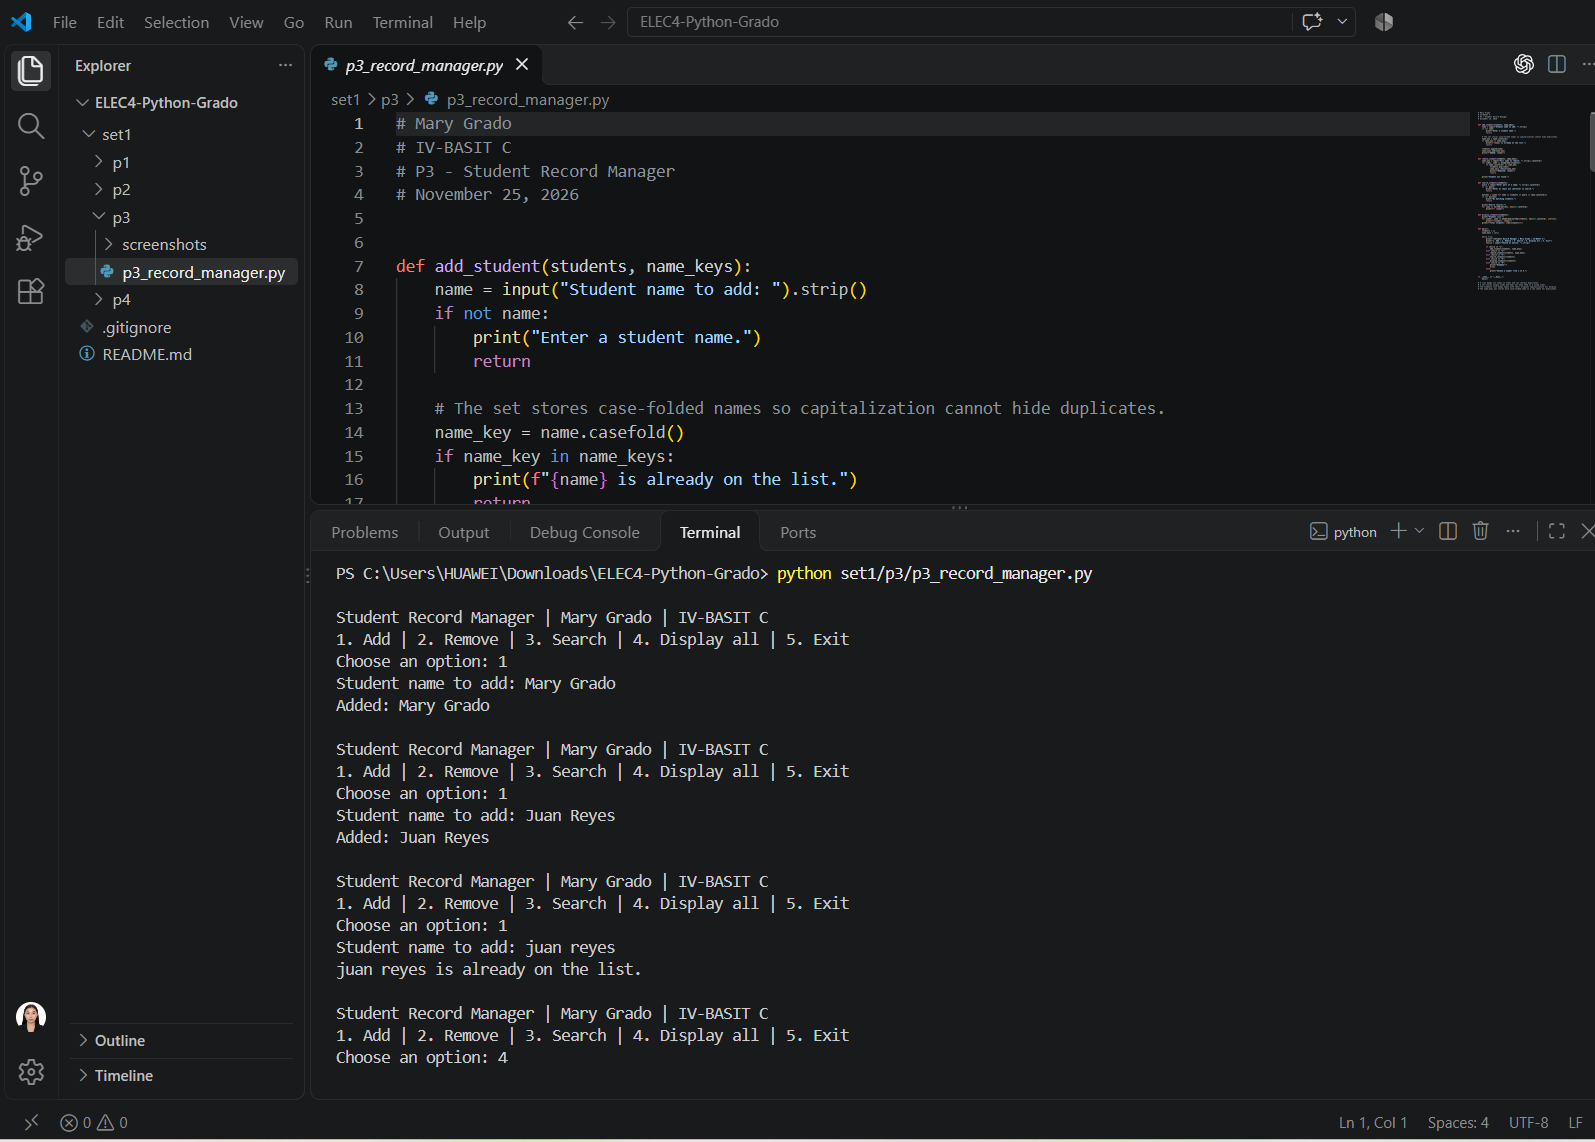 File Edit Selection View Go Run Terminal Help
ELEC4-Python-Grado
Explorer
ELEC4-Python-Grado
set1
p1
p2
p3
screenshots
p3_record_manager.py
p4
.gitignore
README.md
Outline
Timeline
p3_record_manager.py
set1 > p3 > p3_record_manager.py
1 # Mary Grado
2 # IV-BASIT C
3 # P3 - Student Record Manager
4 # November 25, 2026
5
6
7 def add_student(students, name_keys):
8 name = input("Student name to add: ").strip()
9 if not name:
10 print("Enter a student name.")
11 return
12
13 # The set stores case-folded names so capitalization cannot hide duplicates.
14 name_key = name.casefold()
15 if name_key in name_keys:
16 print(f"{name} is already on the list.")
17 return
Problems Output Debug Console Terminal Ports
python
PS C:\Users\HUAWEI\Downloads\ELEC4-Python-Grado> python set1/p3/p3_record_manager.py
Student Record Manager | Mary Grado | IV-BASIT C
1. Add | 2. Remove | 3. Search | 4. Display all | 5. Exit
Choose an option: 1
Student name to add: Mary Grado
Added: Mary Grado
Student Record Manager | Mary Grado | IV-BASIT C
1. Add | 2. Remove | 3. Search | 4. Display all | 5. Exit
Choose an option: 1
Student name to add: Juan Reyes
Added: Juan Reyes
Student Record Manager | Mary Grado | IV-BASIT C
1. Add | 2. Remove | 3. Search | 4. Display all | 5. Exit
Choose an option: 1
Student name to add: juan reyes
juan reyes is already on the list.
Student Record Manager | Mary Grado | IV-BASIT C
1. Add | 2. Remove | 3. Search | 4. Display all | 5. Exit
Choose an option: 4
0 0
Ln 1, Col 1 Spaces: 4 UTF-8 LF